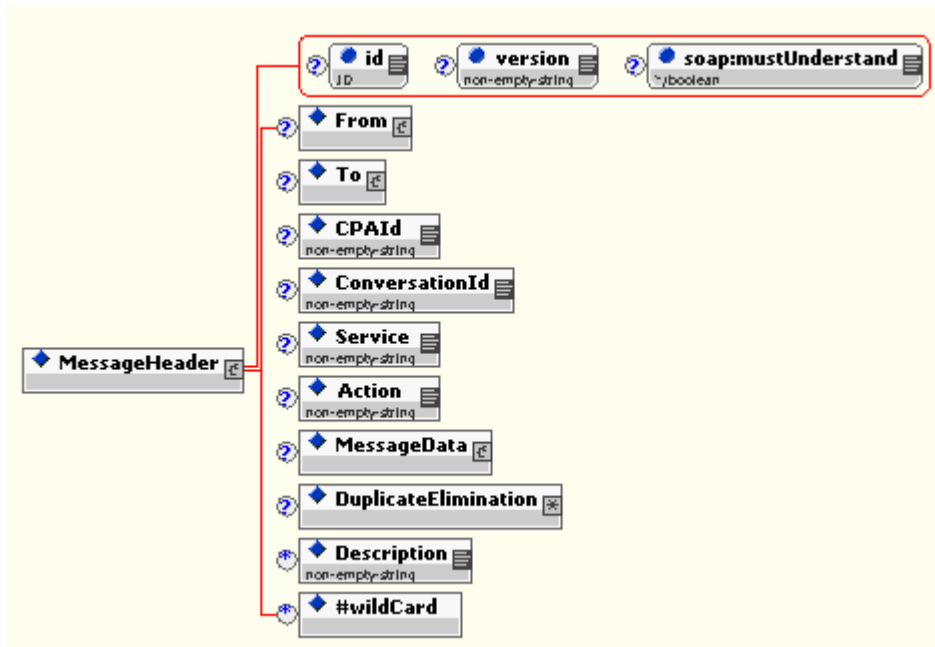 ? id ? version ? soap:mustUnderstand
ID non-empty-string */boolean
? From
? To
? CPAId
non-empty-string
? ConversationId
non-empty-string
? Service
non-empty-string
MessageHeader
? Action
non-empty-string
? MessageData
? DuplicateElimination *
* Description
non-empty-string
* #wildCard